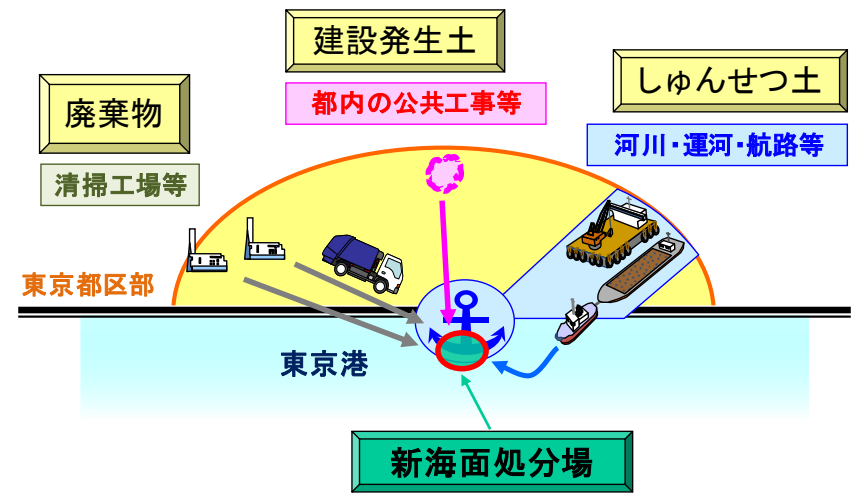 建設発生土
都内の公共工事等
廃棄物
清掃工場等
しゅんせつ土
河川・運河・航路等
東京都区部
東京港
新海面処分場